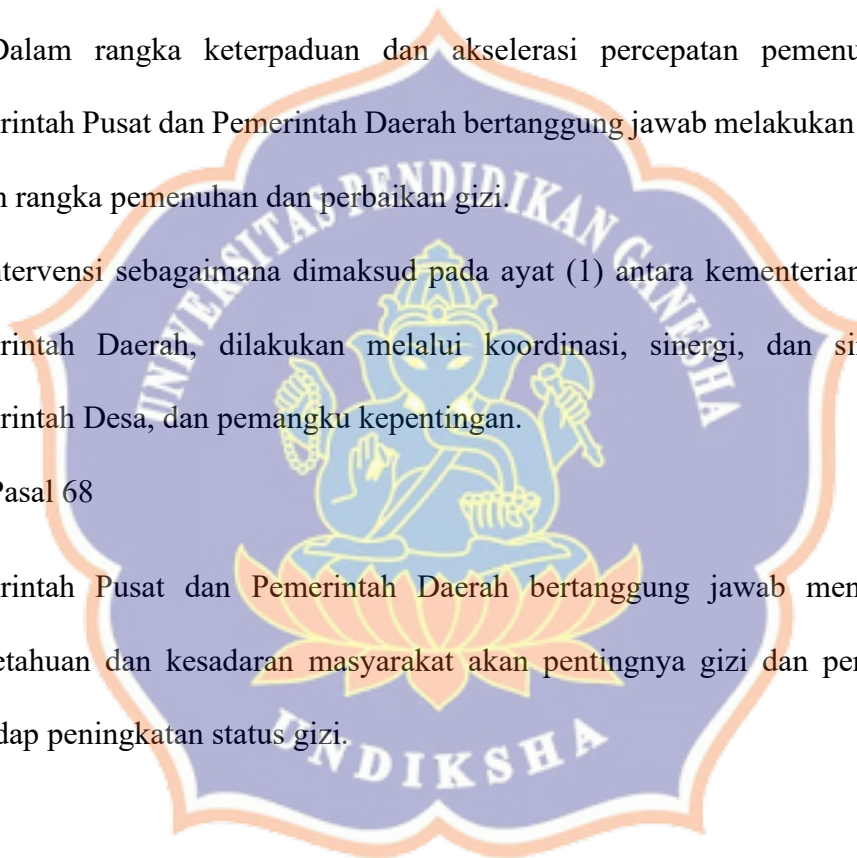 Dalam rangka keterpaduan dan akselerasi percepatan pemenu
rintah Pusat dan Pemerintah Daerah bertanggung jawab melakukan
n rangka pemenuhan dan perbaikan gizi.
ntervensi sebagaimana dimaksud pada ayat (1) antara kementerian
rintah Daerah, dilakukan melalui koordinasi, sinergi, dan si
rintah Desa, dan pemangku kepentingan.
Pasal 68
rintah Pusat dan Pemerintah Daerah bertanggung jawab men
etahuan dan kesadaran masyarakat akan pentingnya gizi dan pe
dap peningkatan status gizi.
UNIVERSITAS PENDIDIKAN GANESHA
UNDIKSHA